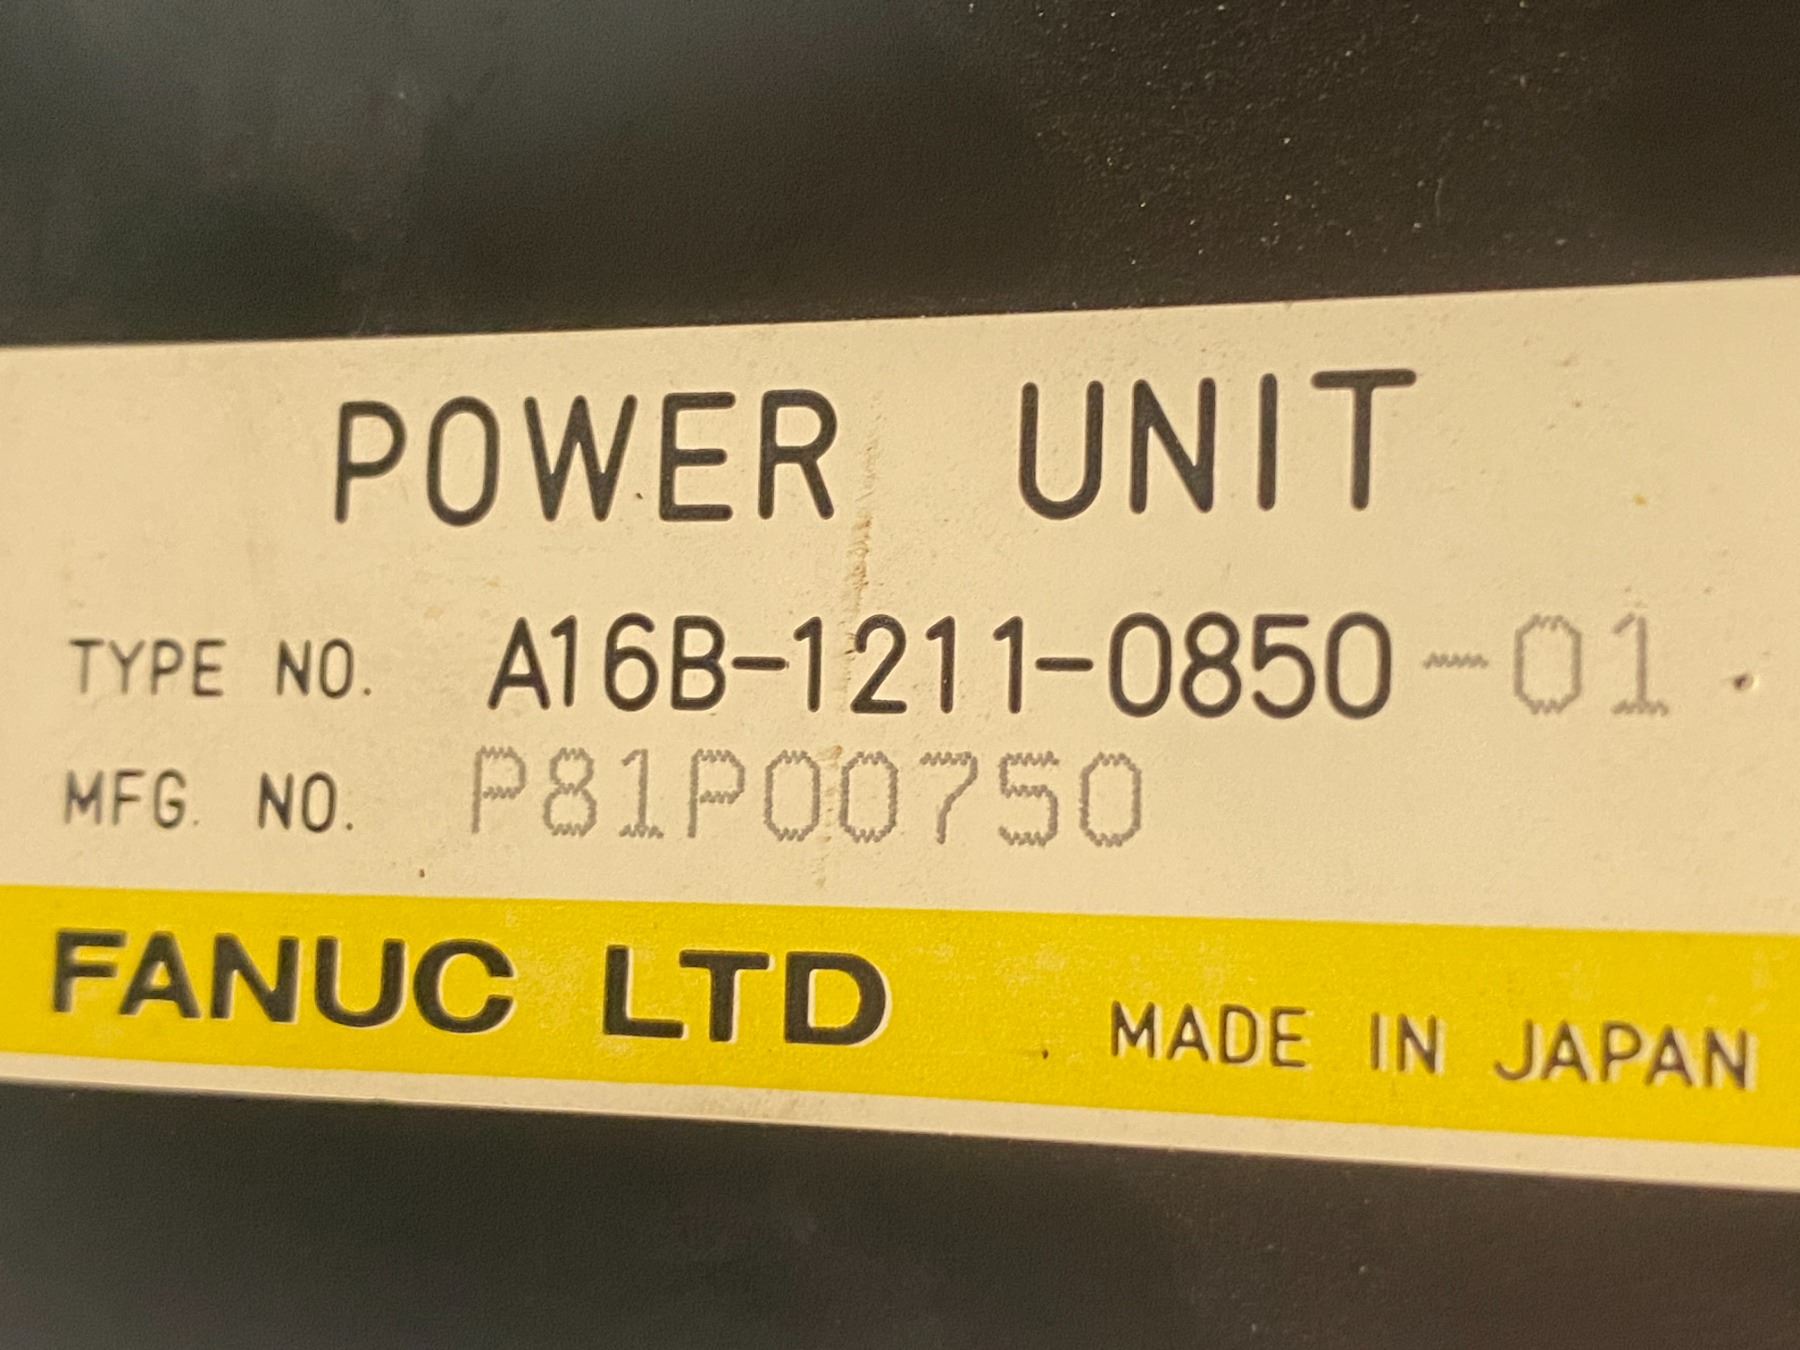 POWER UNIT
TYPE NO. A16B-1211-0850-01
MFG. NO. P81P00750
FANUC LTD MADE IN JAPAN